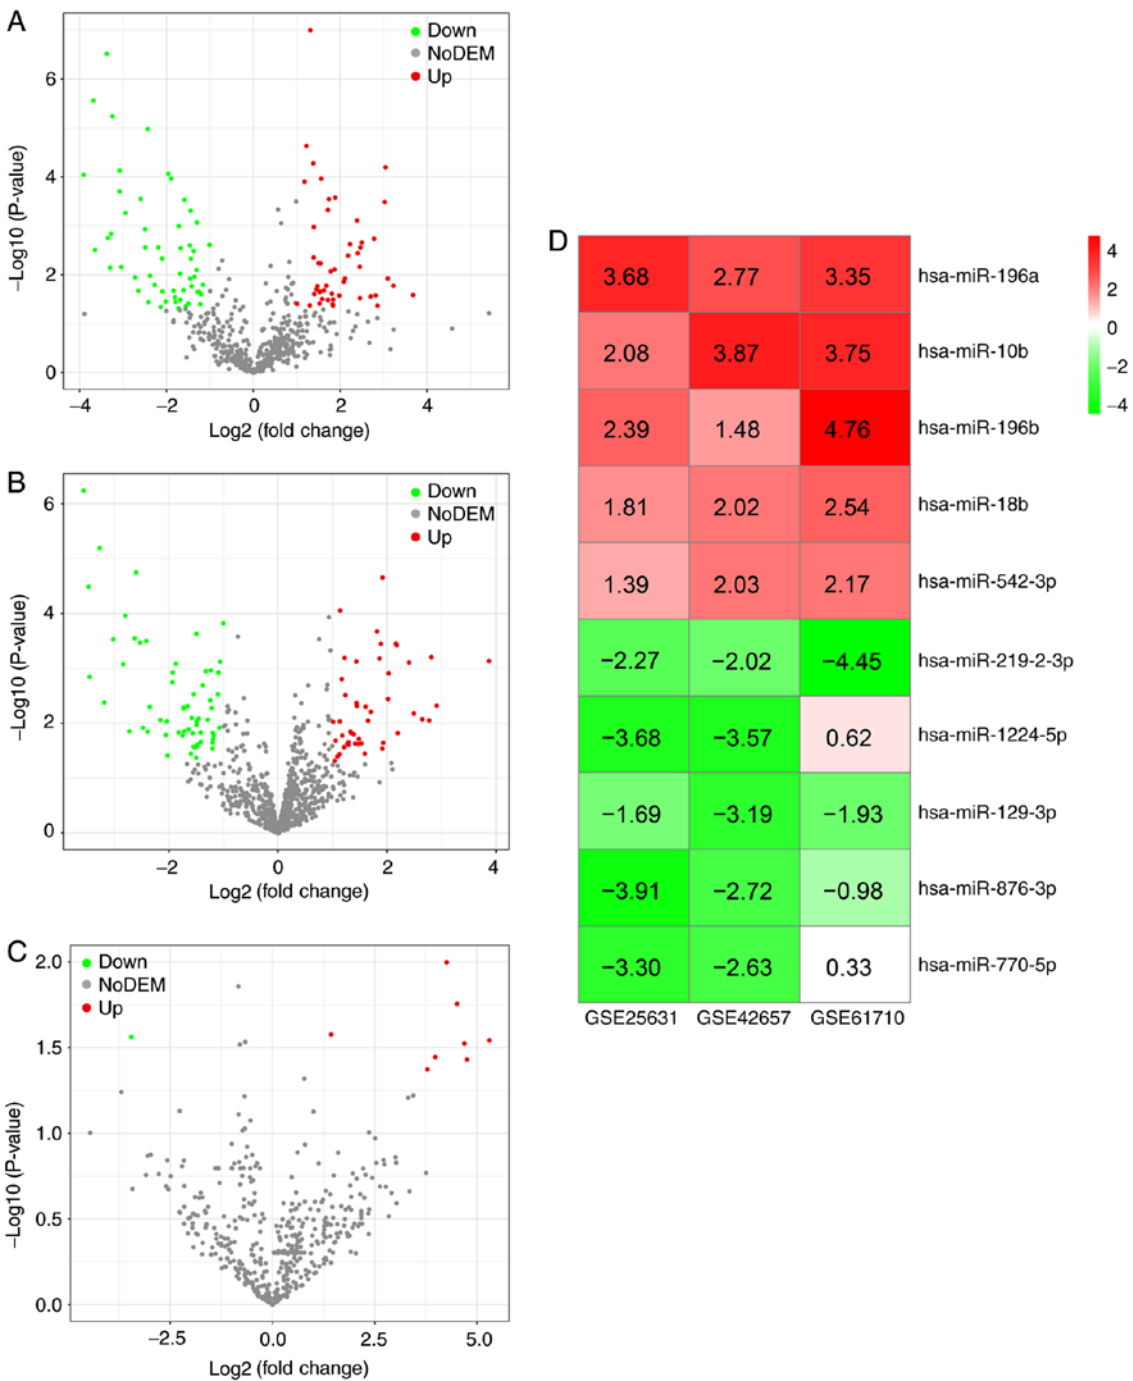 A
Down
NoDEM
Up
6
4
2
0
−4
−2
0
2
4
−Log10 (P-value)
Log2 (fold change)
B
Down
NoDEM
Up
6
4
2
0
−2
0
2
4
−Log10 (P-value)
Log2 (fold change)
C
Down
NoDEM
Up
2.0
1.5
1.0
0.5
0.0
−2.5
0.0
2.5
5.0
−Log10 (P-value)
Log2 (fold change)
D
3.68 2.77 3.35 hsa-miR-196a
2.08 3.87 3.75 hsa-miR-10b
2.39 1.48 4.76 hsa-miR-196b
1.81 2.02 2.54 hsa-miR-18b
1.39 2.03 2.17 hsa-miR-542-3p
−2.27 −2.02 −4.45 hsa-miR-219-2-3p
−3.68 −3.57 0.62 hsa-miR-1224-5p
−1.69 −3.19 −1.93 hsa-miR-129-3p
−3.91 −2.72 −0.98 hsa-miR-876-3p
−3.30 −2.63 0.33 hsa-miR-770-5p
GSE25631 GSE42657 GSE61710
4
2
0
−2
−4